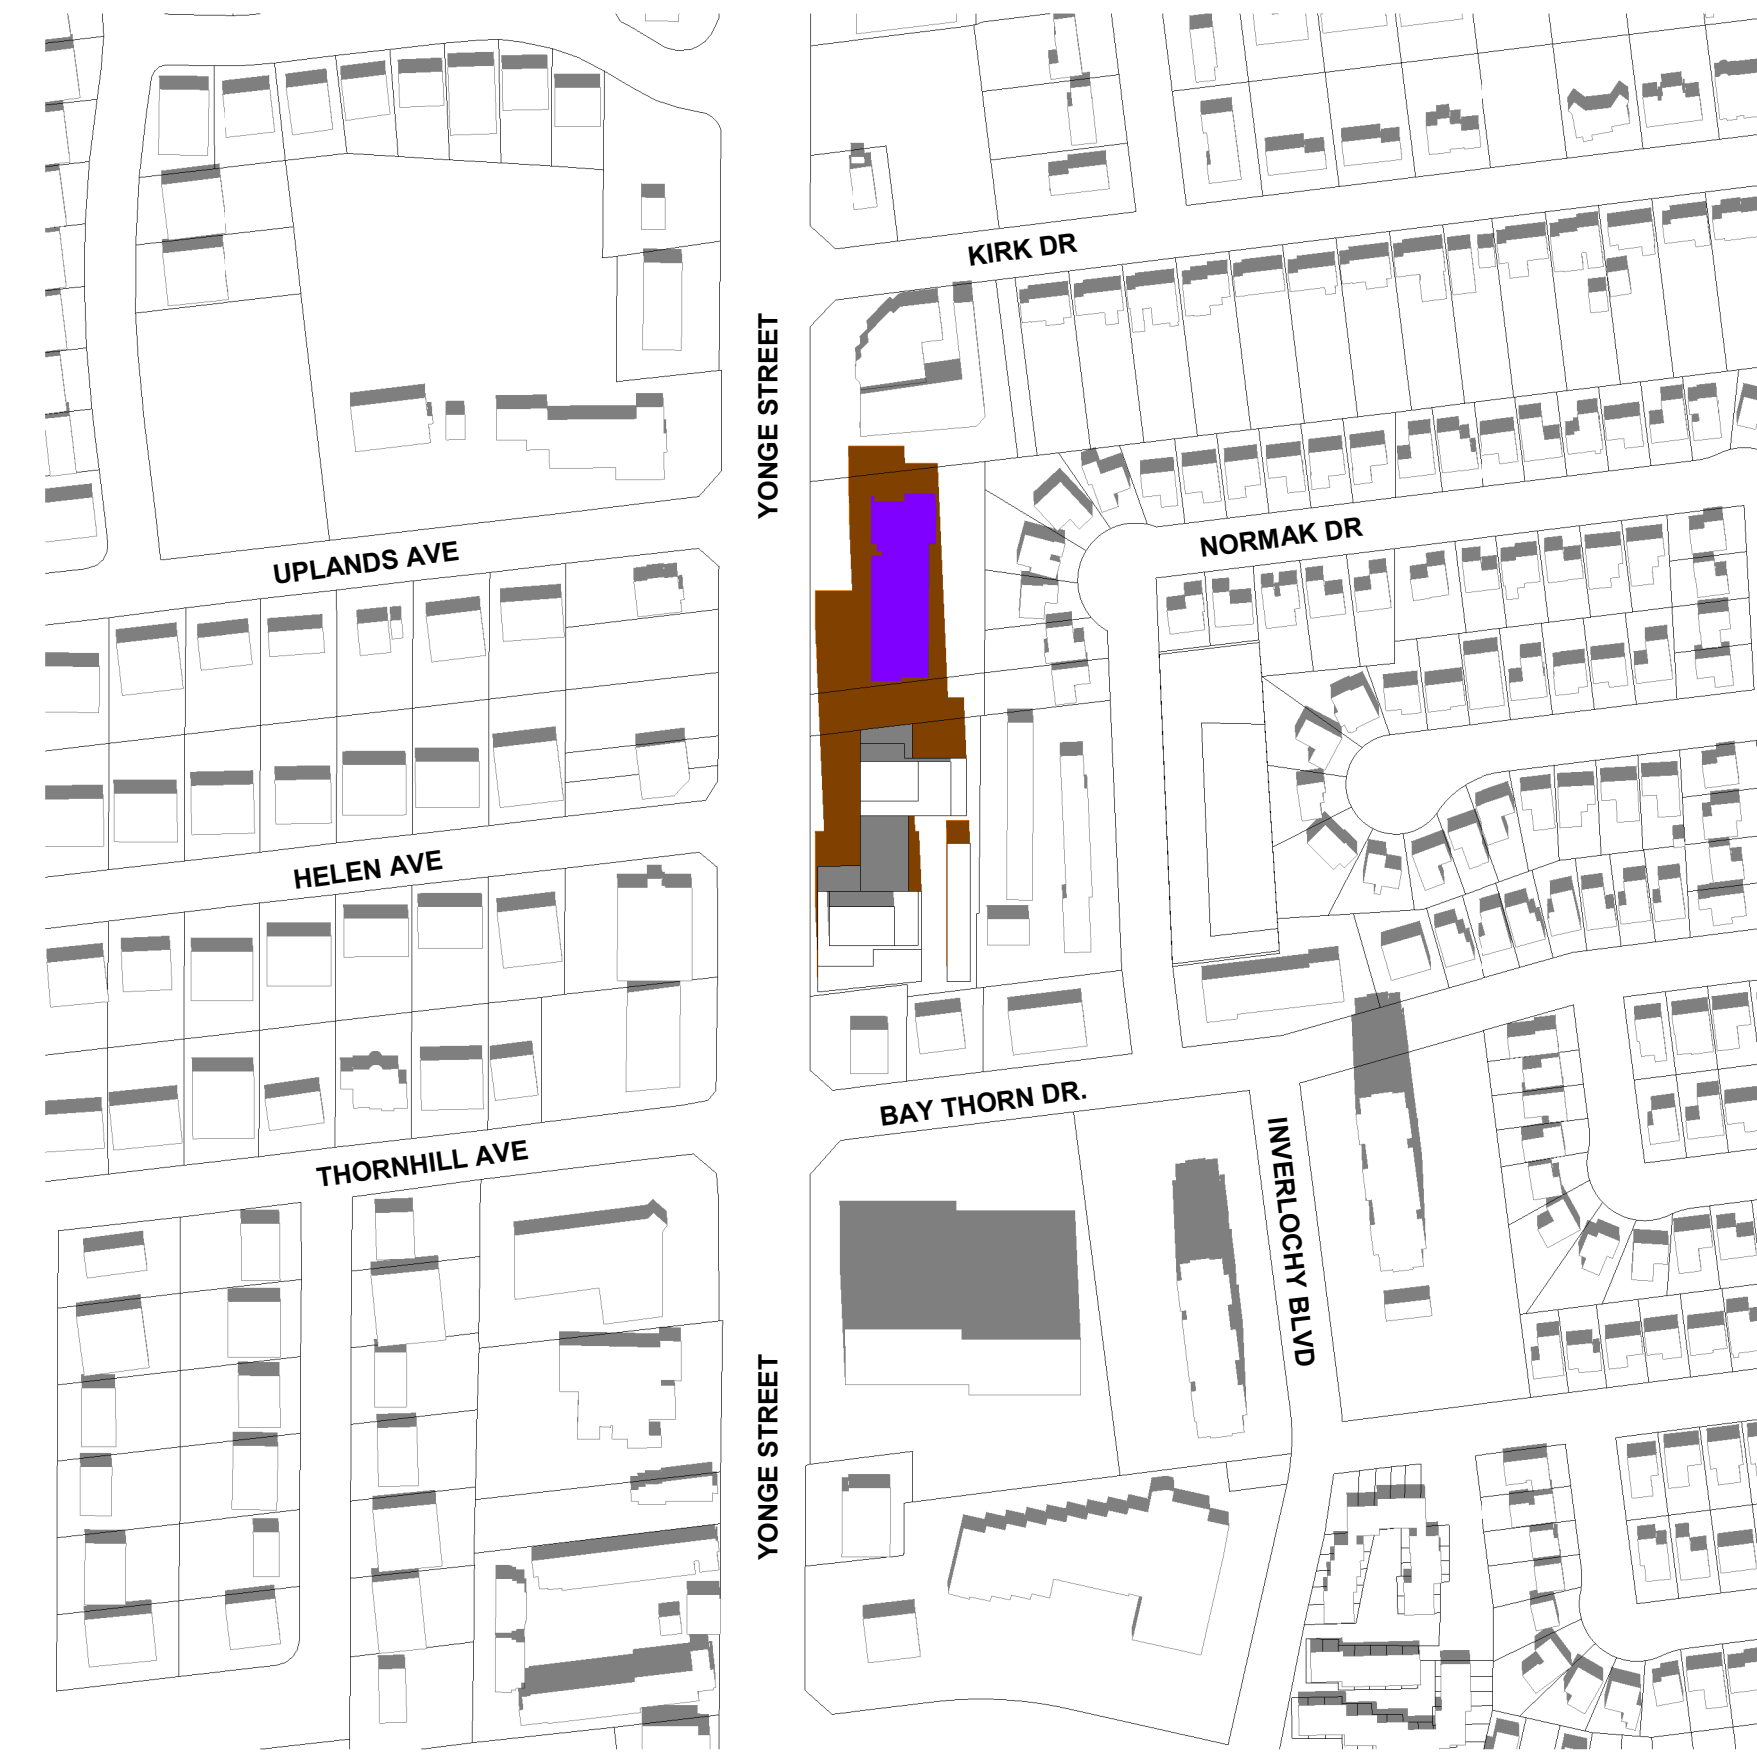 KIRK DR
YONGE STREET
NORMAK DR
UPLANDS AVE
HELEN AVE
BAY THORN DR.
THORNHILL AVE
INVERLOCHY BLVD
YONGE STREET